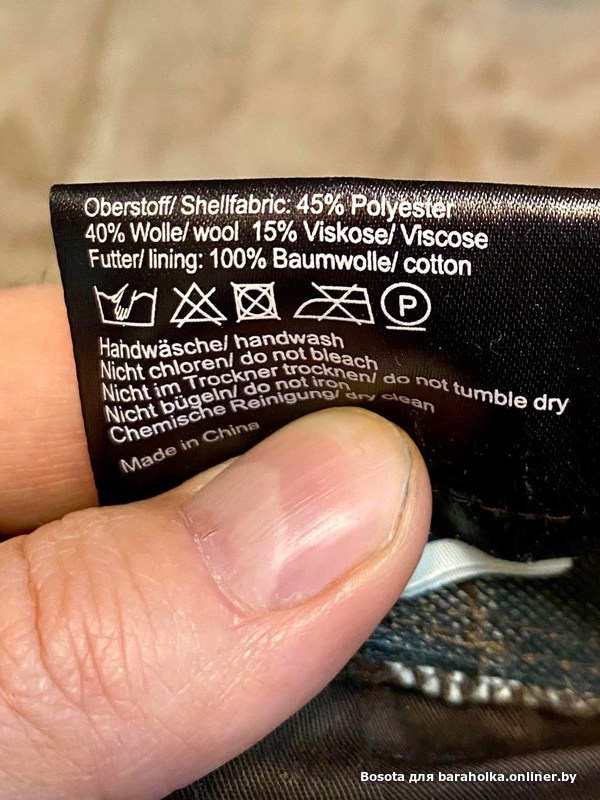 Oberstoff/ Shellfabric: 45% Polyester
40% Wolle/ wool 15% Viskose/ Viscose
Futter/ lining: 100% Baumwolle/ cotton
P
Handwäsche/ handwash
Nicht chloren/ do not bleach
Nicht im Trockner trocknen/ do not tumble dry
Nicht bügeln/ do not iron
Chemische Reinigung/ dry clean
Made in China
Bosota для baraholka.onliner.by